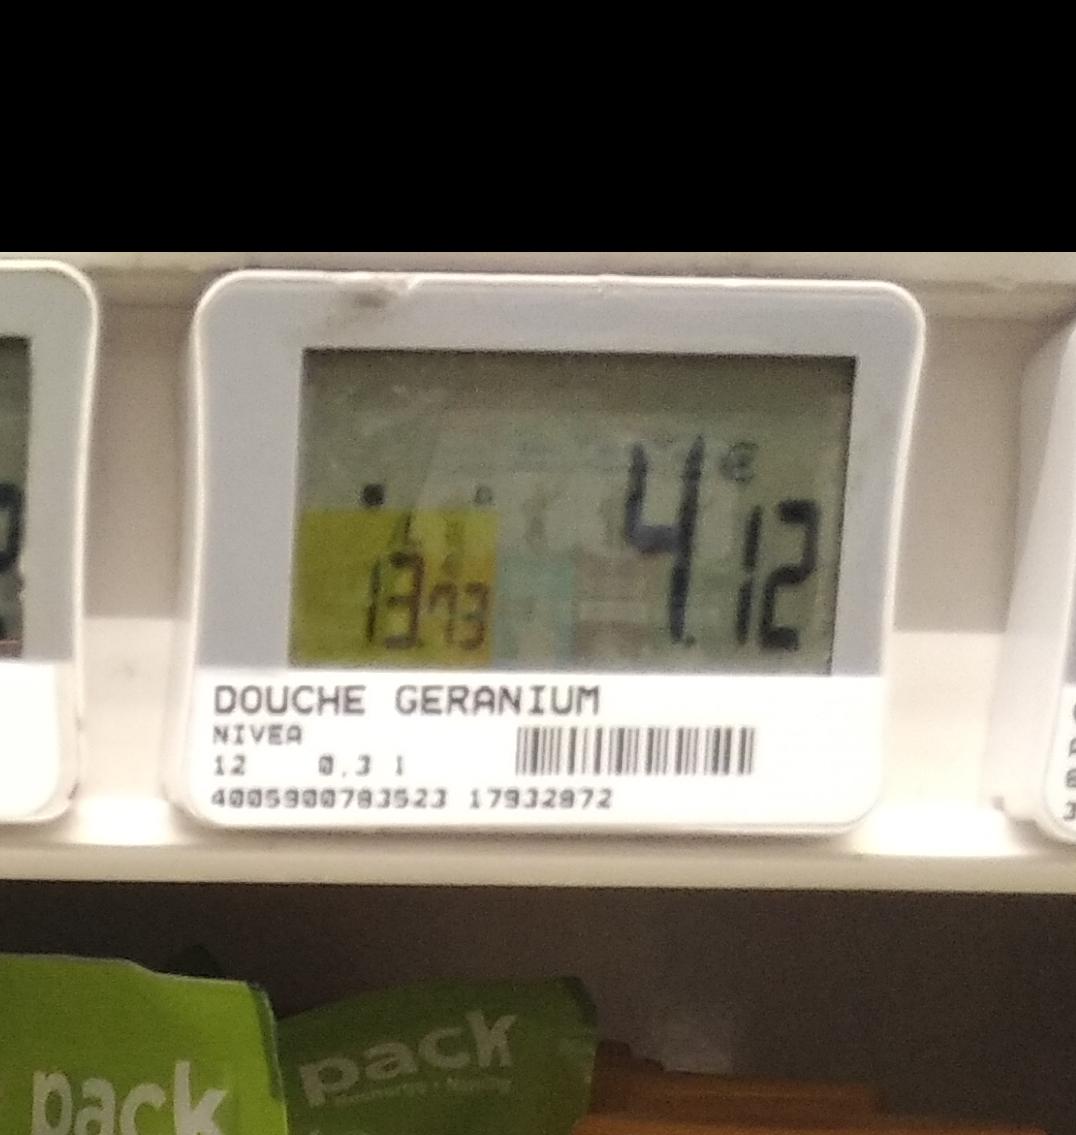 €
4.12
13.73
DOUCHE GERANIUM
NIVEA
12 0.3 l
4005900783523 17932872
pack
pack